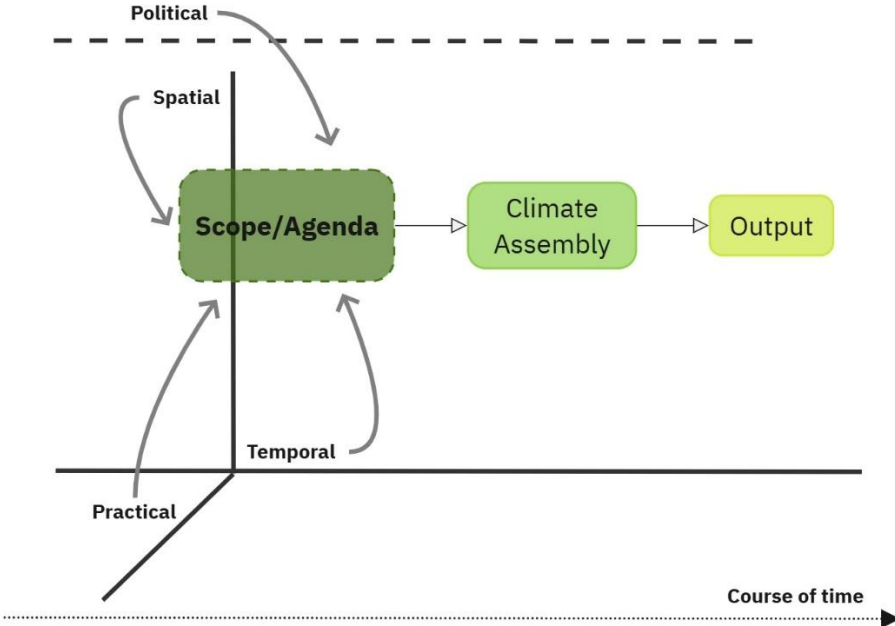 Political
Spatial
Scope/Agenda
Climate
Assembly
Output
Temporal
Practical
Course of time